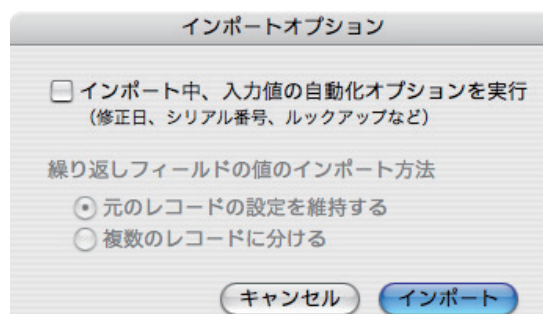 インポートオプション
インポート中、入力値の自動化オプションを実行
（修正日、シリアル番号、ルックアップなど）
繰り返しフィールドの値のインポート方法
元のレコードの設定を維持する
複数のレコードに分ける
キャンセル インポート